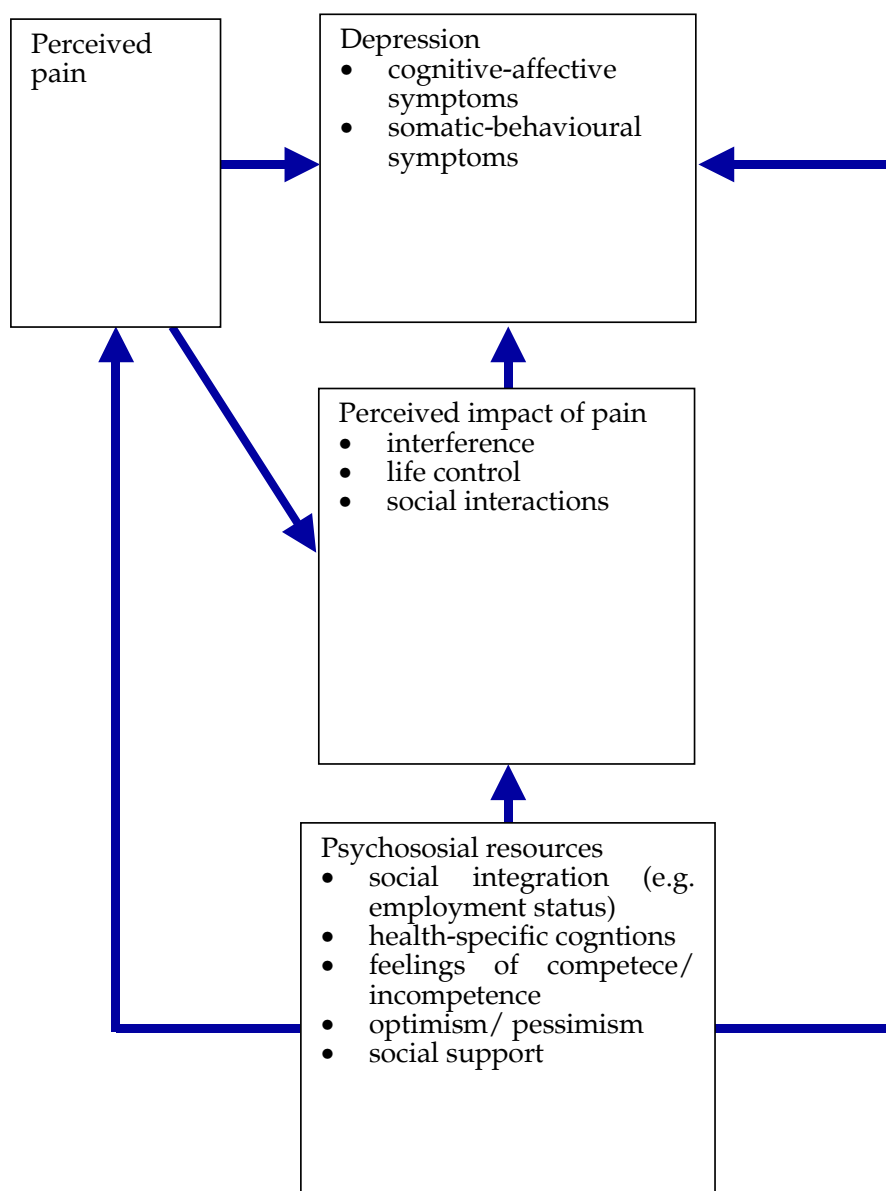 Perceived
pain
Depression
• cognitive-affective
symptoms
• somatic-behavioural
symptoms
Perceived impact of pain
• interference
• life control
• social interactions
Psychososial resources
• social integration (e.g.
employment status)
• health-specific cogntions
• feelings of competece/
incompetence
• optimism/ pessimism
• social support